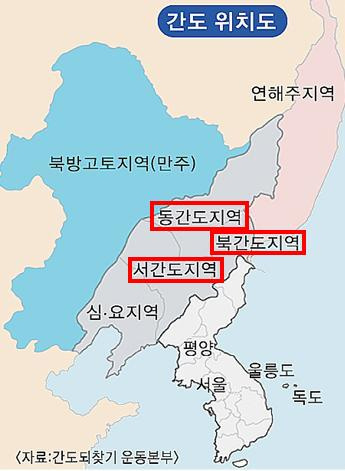 간도 위치도
연해주지역
북방고토지역(만주)
동간도지역
북간도지역
서간도지역
심·요지역
평양
울릉도
서울
독도
<자료:간도되찾기 운동본부>